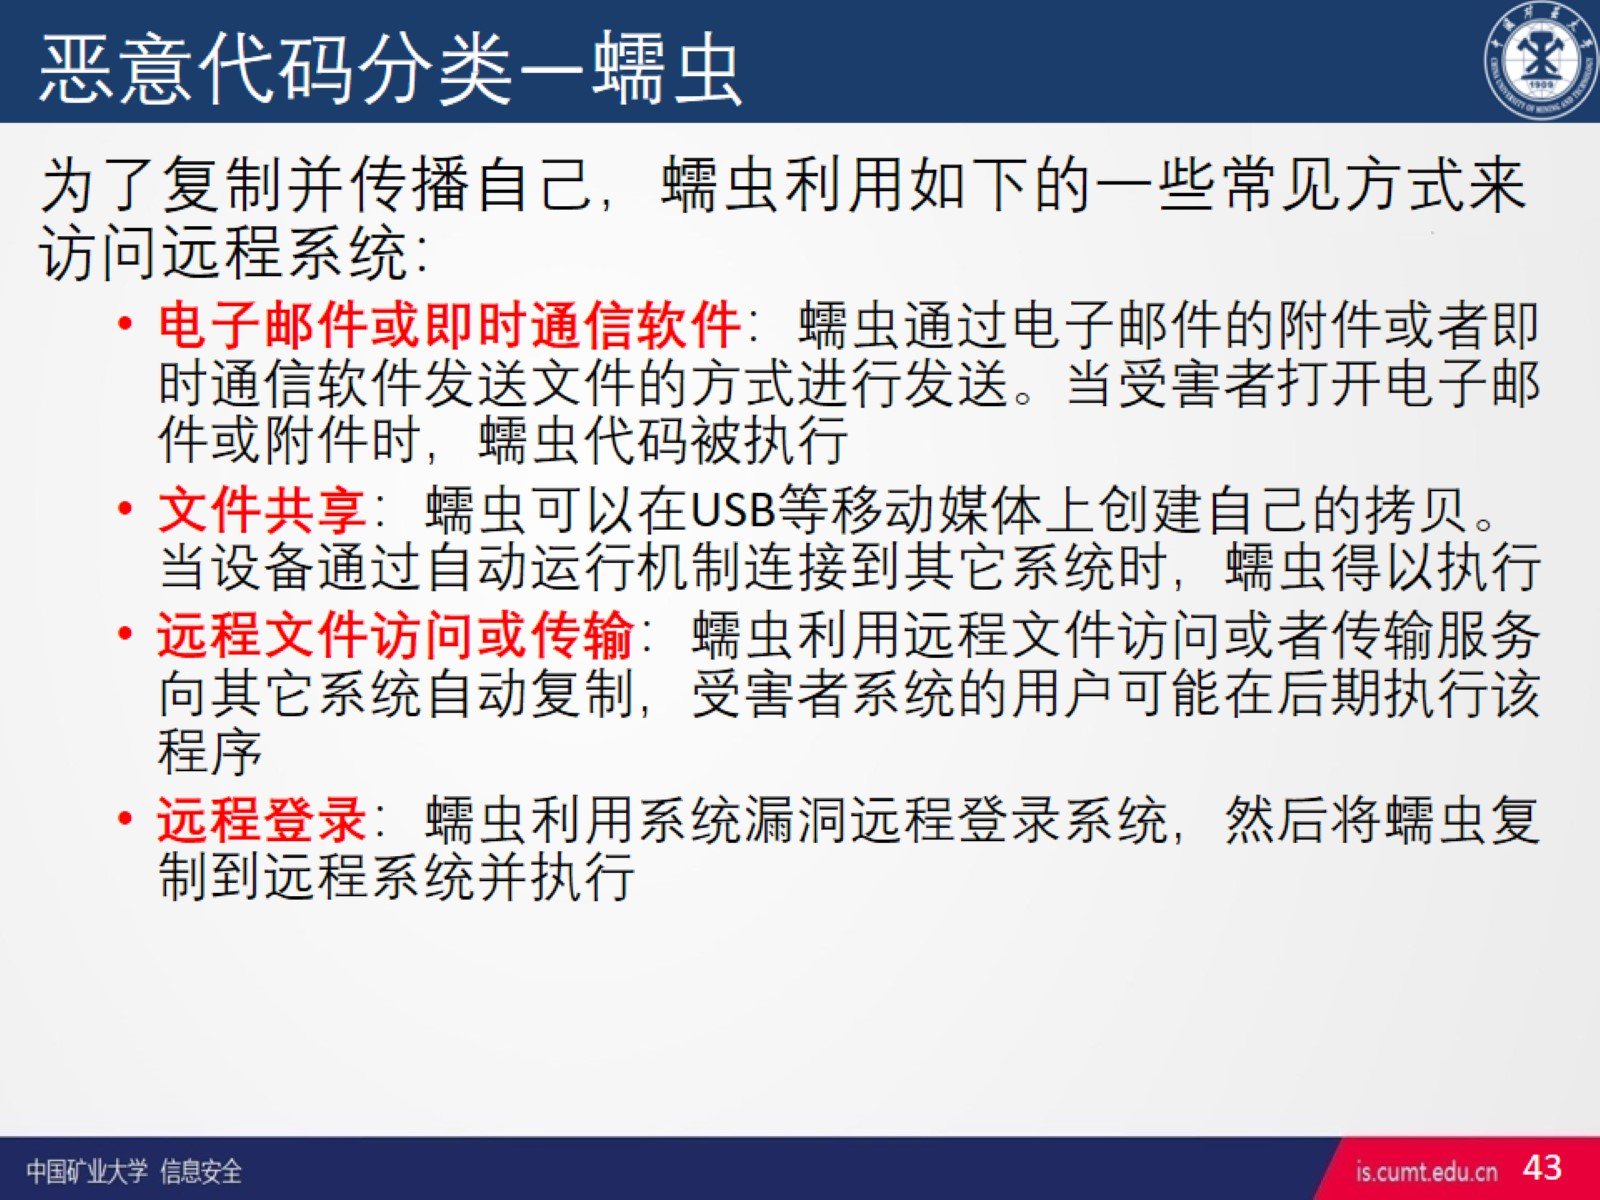 恶意代码分类—蠕虫
中国矿业大学
CHINA UNIVERSITY OF MINING AND TECHNOLOGY
1909
为了复制并传播自己，蠕虫利用如下的一些常见方式来
访问远程系统：
• 电子邮件或即时通信软件：蠕虫通过电子邮件的附件或者即
时通信软件发送文件的方式进行发送。当受害者打开电子邮
件或附件时，蠕虫代码被执行
• 文件共享：蠕虫可以在USB等移动媒体上创建自己的拷贝。
当设备通过自动运行机制连接到其它系统时，蠕虫得以执行
• 远程文件访问或传输：蠕虫利用远程文件访问或者传输服务
向其它系统自动复制，受害者系统的用户可能在后期执行该
程序
• 远程登录：蠕虫利用系统漏洞远程登录系统，然后将蠕虫复
制到远程系统并执行
中国矿业大学 信息安全
is.cumt.edu.cn 43